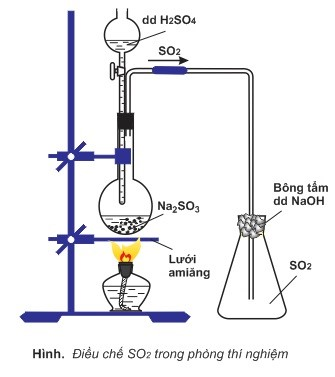 dd H2SO4
SO2
Na2SO3
Bông tẩm
dd NaOH
Lưới
amiăng
SO2
Hình. Điều chế SO2 trong phòng thí nghiệm